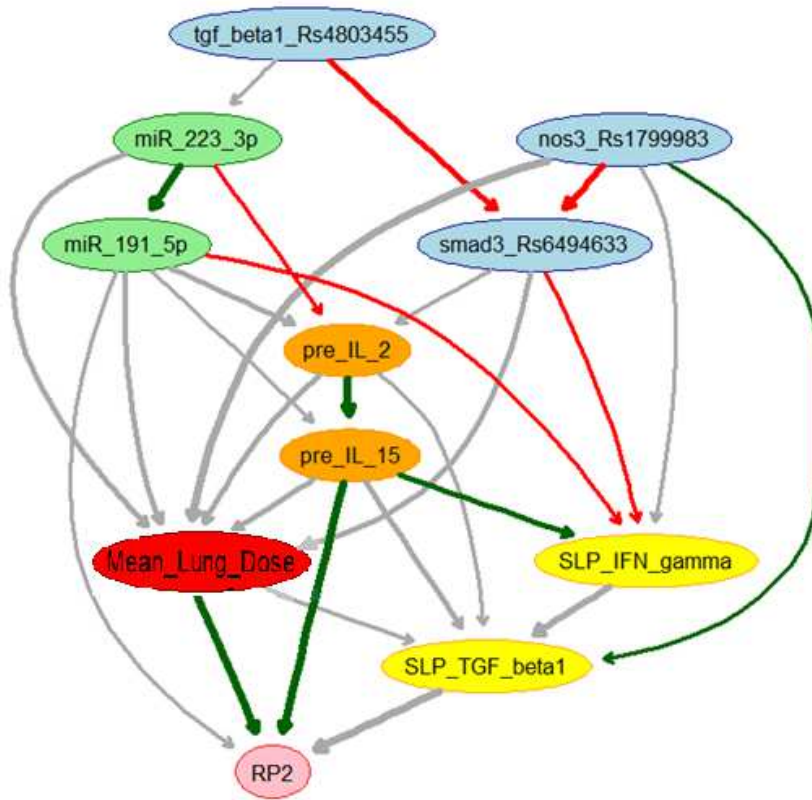 tgf_beta1_Rs4803455
miR_223_3p
nos3_Rs1799983
miR_191_5p
smad3_Rs6494633
pre_IL_2
pre_IL_15
Mean_Lung_Dose
SLP_IFN_gamma
SLP_TGF_beta1
RP2